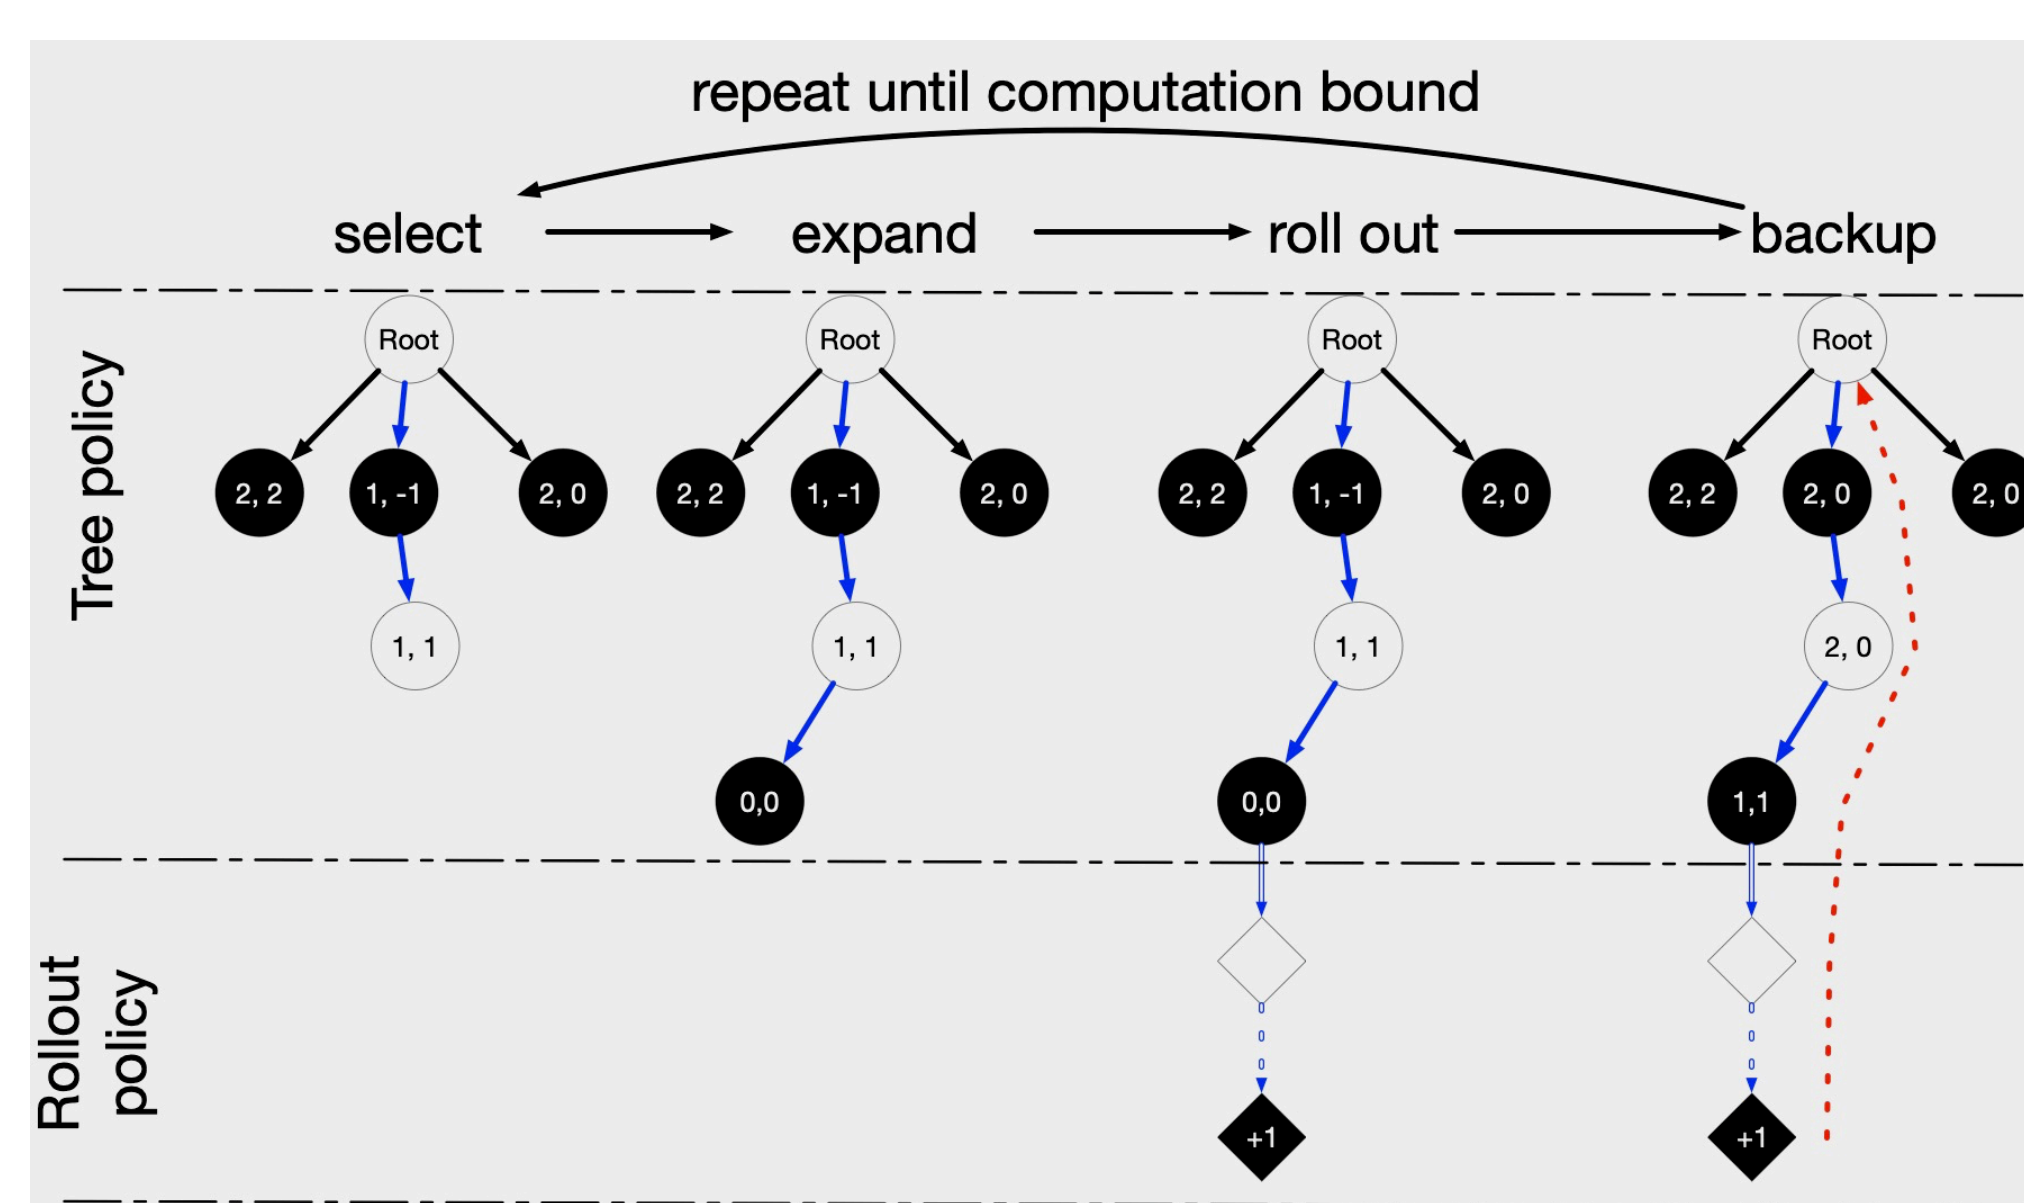 repeat until computation bound
select expand roll out backup
Tree policy
Root Root Root Root
2, 2 1, -1 2, 0 2, 2 1, -1 2, 0 2, 2 1, -1 2, 0 2, 2 2, 0 2, 0
1, 1 1, 1 1, 1 2, 0
0,0 0,0 1,1
Rollout
policy
+1 +1